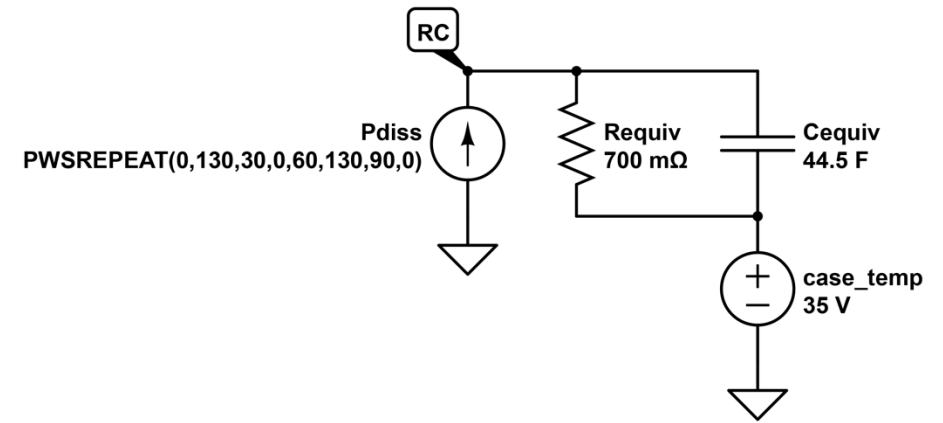 RC
Pdiss
PWSREPEAT(0,130,30,0,60,130,90,0)
Requiv
700 mΩ
Cequiv
44.5 F
case_temp
35 V